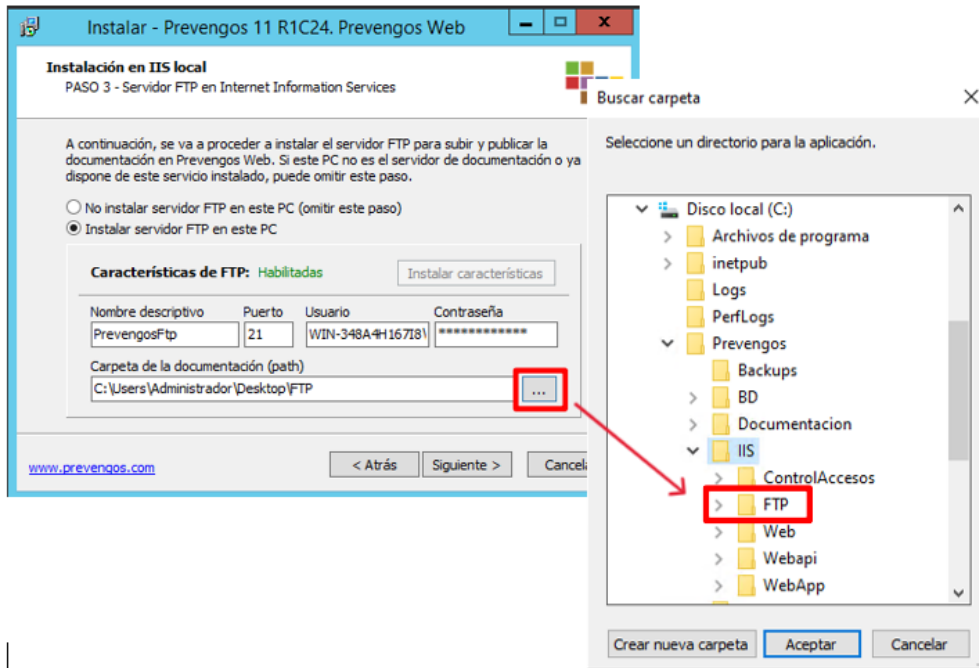 Instalar - Prevengos 11 R1C24. Prevengos Web
Instalación en IIS local
PASO 3 - Servidor FTP en Internet Information Services
A continuación, se va a proceder a instalar el servidor FTP para subir y publicar la
documentación en Prevengos Web. Si este PC no es el servidor de documentación o ya
dispone de este servicio instalado, puede omitir este paso.
No instalar servidor FTP en este PC (omitir este paso)
Instalar servidor FTP en este PC
Características de FTP: Habilitadas Instalar características
Nombre descriptivo Puerto Usuario Contraseña
PrevengosFtp 21 WIN-348A4H167I8\ ************
Carpeta de la documentación (path)
C:\Users\Administrador\Desktop\FTP ...
www.prevengos.com < Atrás Siguiente > Cancela
Buscar carpeta
Seleccione un directorio para la aplicación.
Disco local (C:)
Archivos de programa
inetpub
Logs
PerfLogs
Prevengos
Backups
BD
Documentacion
IIS
ControlAccesos
FTP
Web
Webapi
WebApp
Crear nueva carpeta Aceptar Cancelar